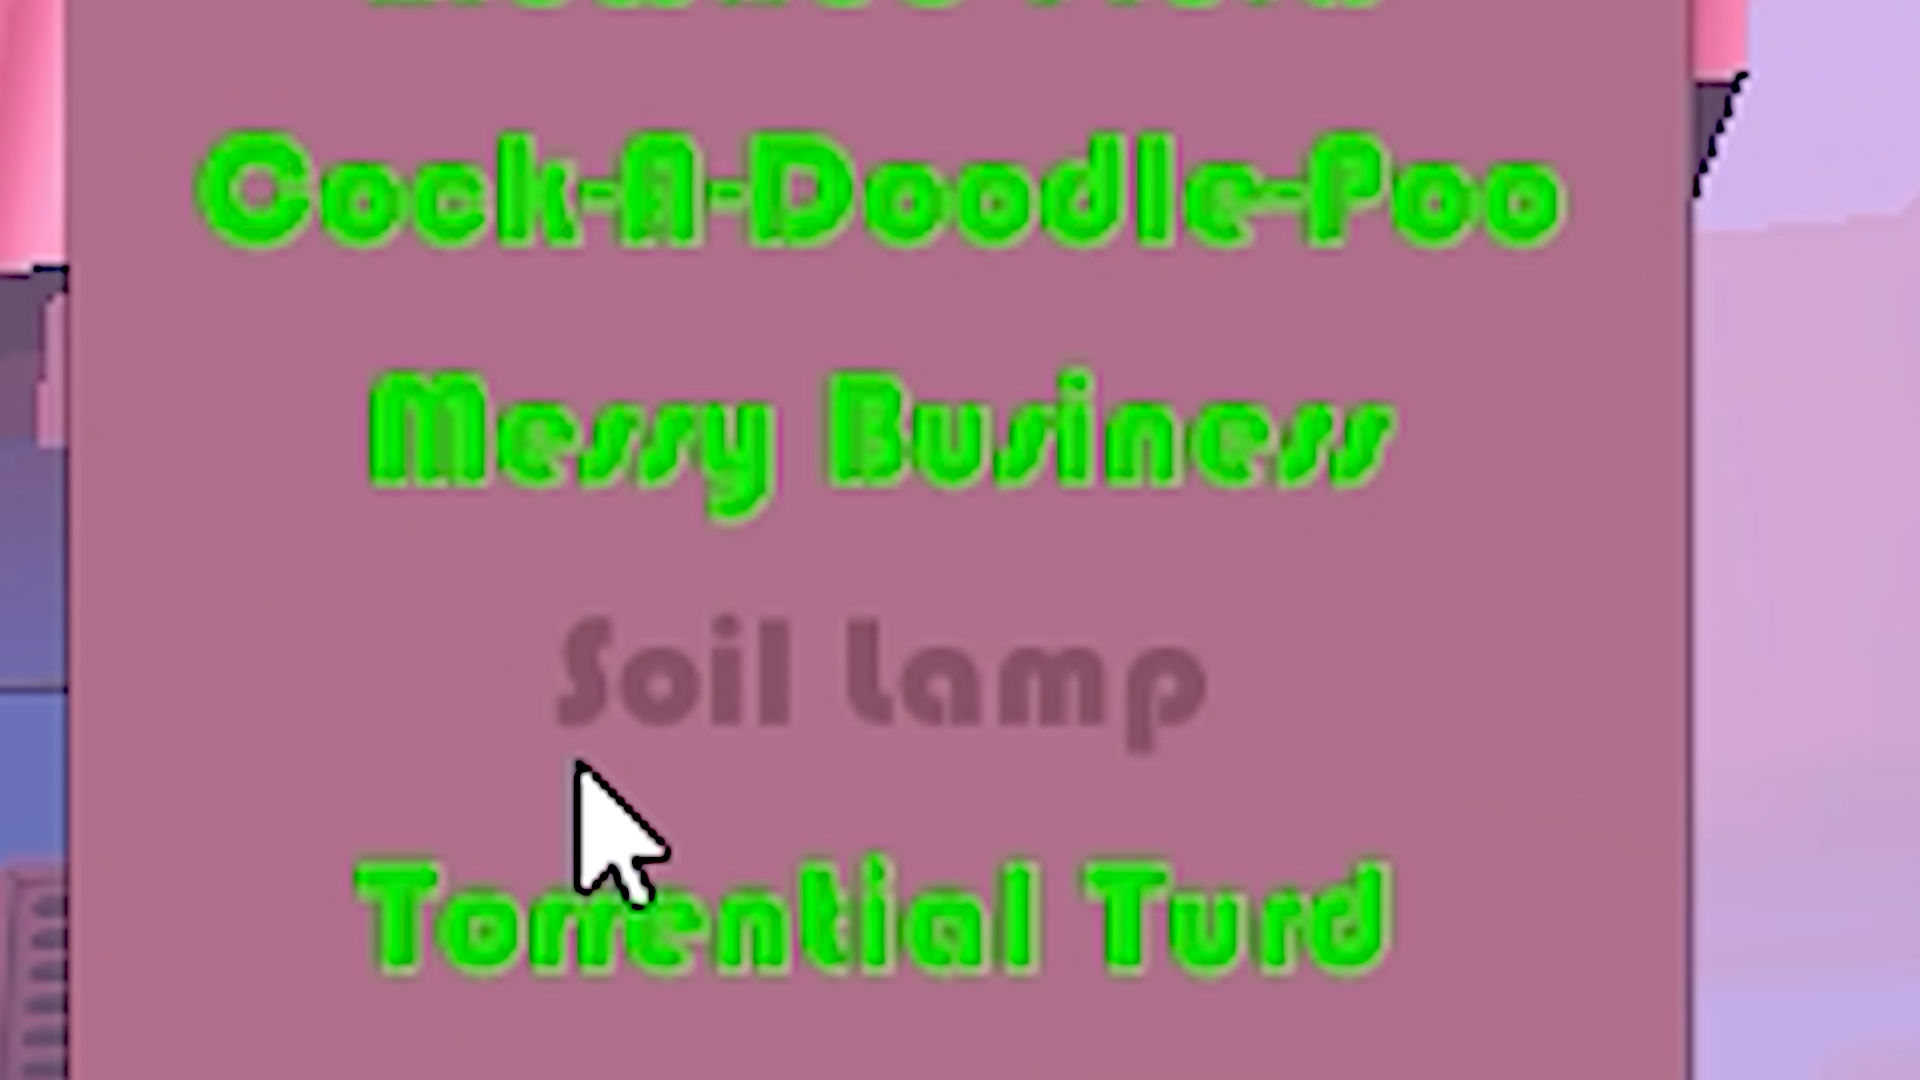 Cock-A-Doodle-Poo
Messy Business
Soil Lamp
Torrential Turd